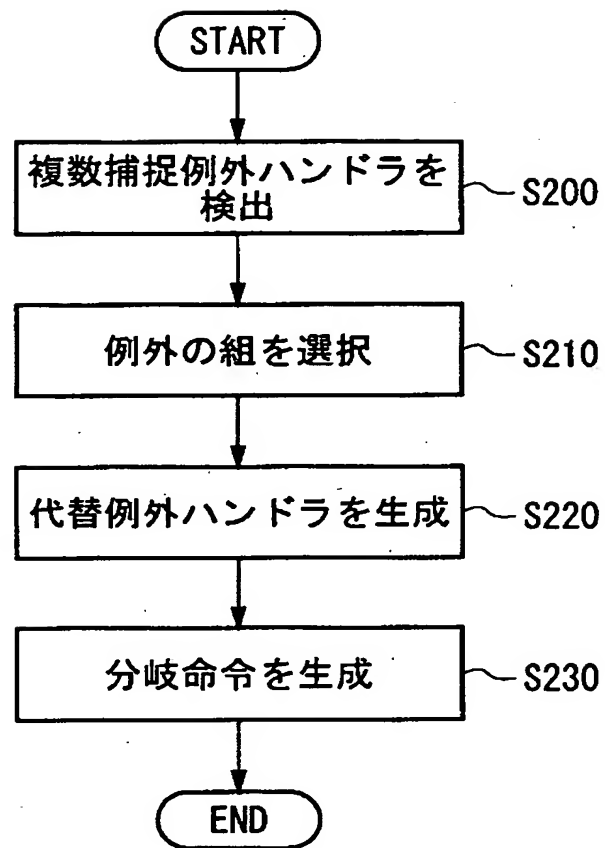 START
複数捕捉例外ハンドラを
検出
S200
例外の組を選択
S210
代替例外ハンドラを生成
S220
分岐命令を生成
S230
END